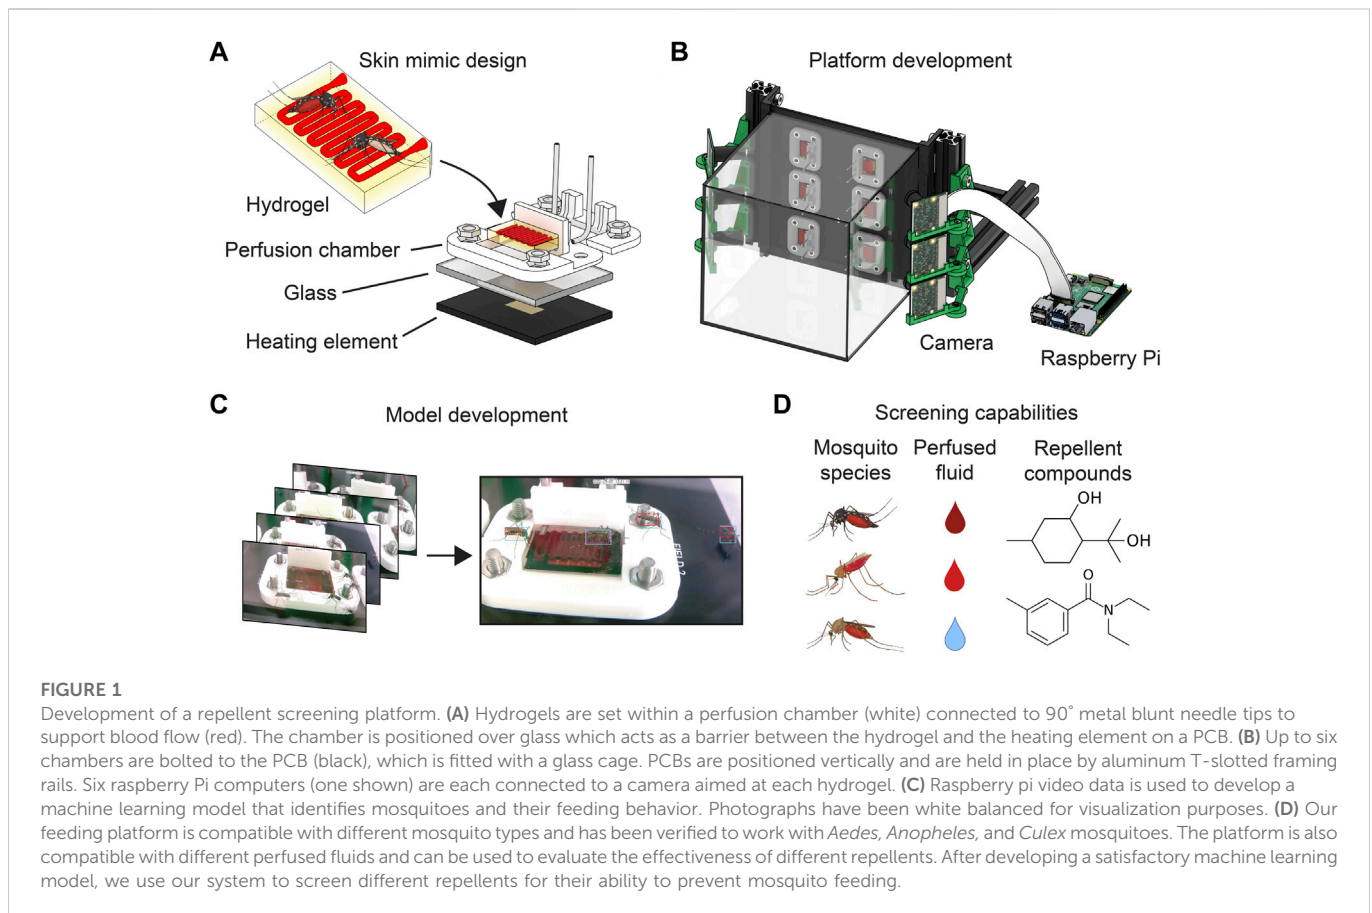 A
Skin mimic design
Hydrogel
Perfusion chamber
Glass
Heating element
B
Platform development
Camera
Raspberry Pi
C
Model development
FIELD 2
D
Screening capabilities
Mosquito species
Perfused fluid
Repellent compounds
OH
OH
O
N
FIGURE 1
Development of a repellent screening platform. (A) Hydrogels are set within a perfusion chamber (white) connected to 90° metal blunt needle tips to
support blood flow (red). The chamber is positioned over glass which acts as a barrier between the hydrogel and the heating element on a PCB. (B) Up to six
chambers are bolted to the PCB (black), which is fitted with a glass cage. PCBs are positioned vertically and are held in place by aluminum T-slotted framing
rails. Six raspberry Pi computers (one shown) are each connected to a camera aimed at each hydrogel. (C) Raspberry pi video data is used to develop a
machine learning model that identifies mosquitoes and their feeding behavior. Photographs have been white balanced for visualization purposes. (D) Our
feeding platform is compatible with different mosquito types and has been verified to work with Aedes, Anopheles, and Culex mosquitoes. The platform is also
compatible with different perfused fluids and can be used to evaluate the effectiveness of different repellents. After developing a satisfactory machine learning
model, we use our system to screen different repellents for their ability to prevent mosquito feeding.